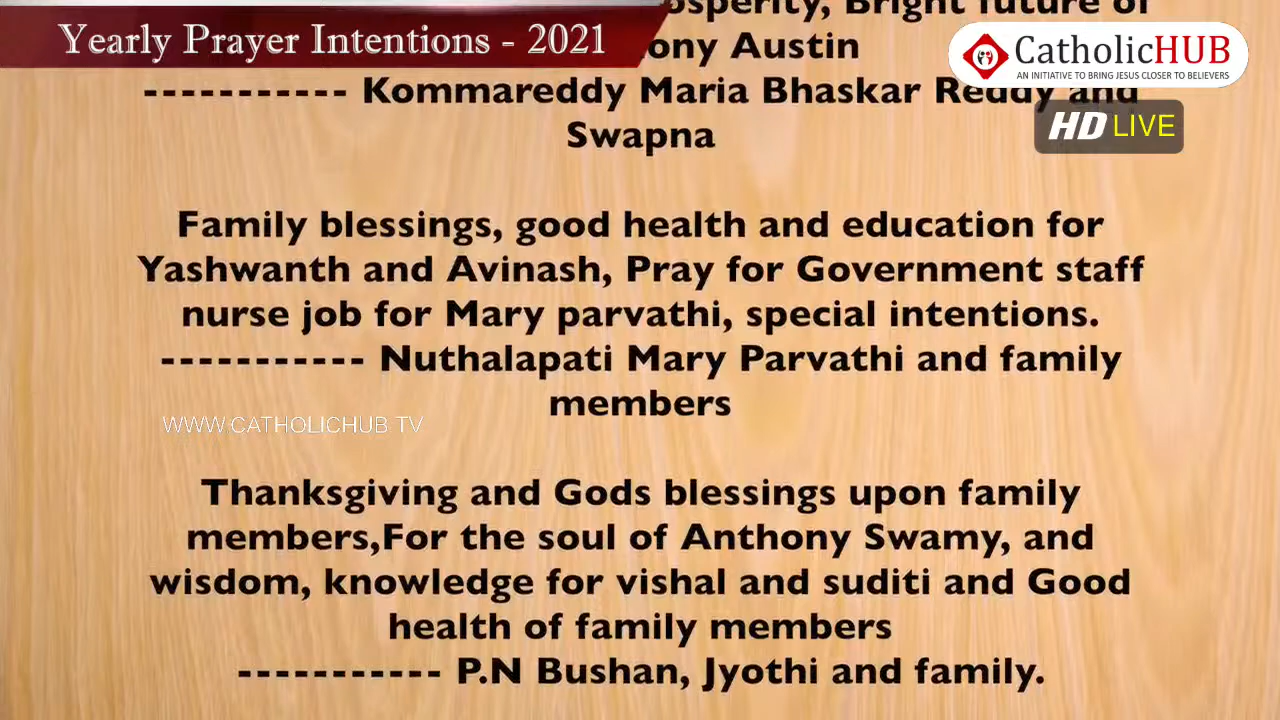 Yearly Prayer Intentions - 2021
Bright future of
Austin
CatholicHUB
AN INITIATIVE TO BRING JESUS CLOSER TO BELIEVERS
HD LIVE
----------- Kommareddy Maria Bhaskar Reddy and
Swapna
Family blessings, good health and education for
Yashwanth and Avinash, Pray for Government staff
nurse job for Mary parvathi, special intentions.
----------- Nuthalapati Mary Parvathi and family
members
WWW.CATHOLICHUB.TV
Thanksgiving and Gods blessings upon family
members,For the soul of Anthony Swamy, and
wisdom, knowledge for vishal and suditi and Good
health of family members
----------- P.N Bushan, Jyothi and family.